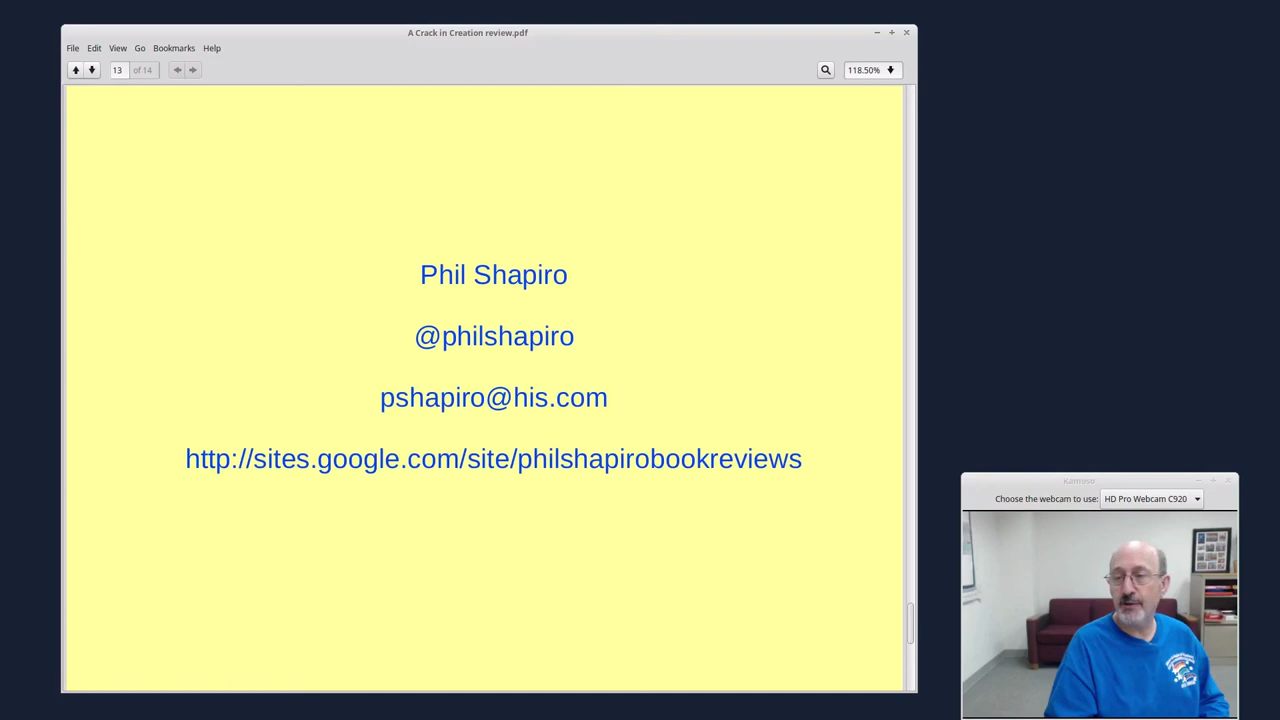 A Crack in Creation review.pdf
File Edit View Go Bookmarks Help
13 of 14
118.50%
Phil Shapiro
@philshapiro
pshapiro@his.com
http://sites.google.com/site/philshapirobookreviews
Kamoso
Choose the webcam to use: HD Pro Webcam C920